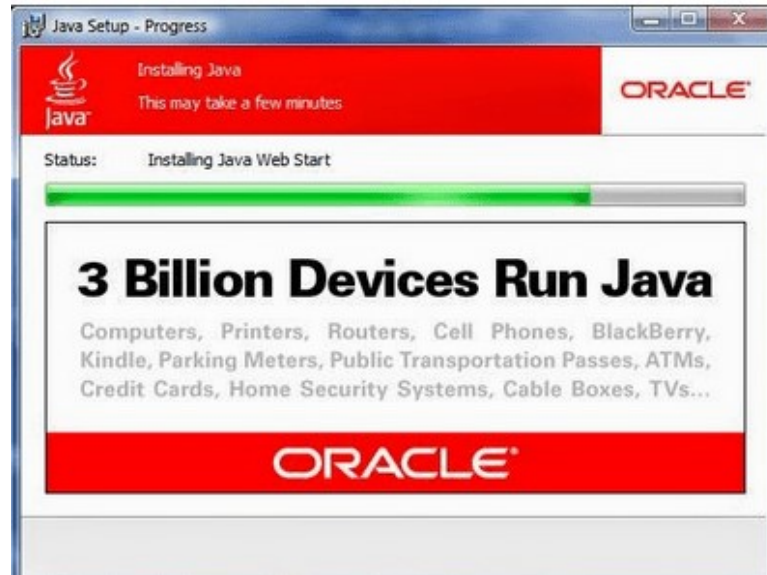 Java Setup - Progress
Java™
Installing Java
This may take a few minutes
ORACLE®
Status: Installing Java Web Start
3 Billion Devices Run Java
Computers, Printers, Routers, Cell Phones, BlackBerry,
Kindle, Parking Meters, Public Transportation Passes, ATMs,
Credit Cards, Home Security Systems, Cable Boxes, TVs...
ORACLE®